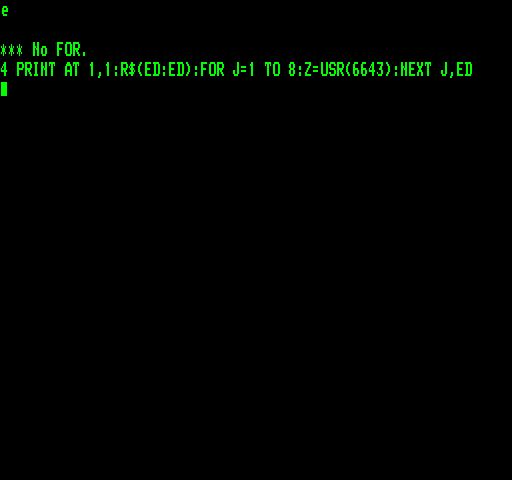 e
*** No FOR.
4 PRINT AT 1,1:R$(ED:ED):FOR J=1 TO 8:Z=USR(6643):NEXT J,ED